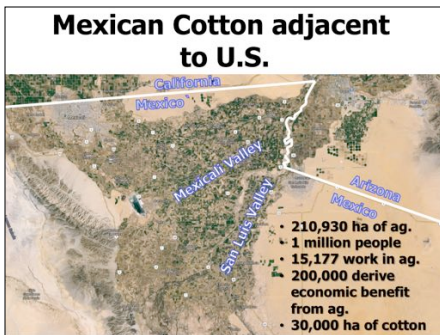 Mexican Cotton adjacent
to U.S.
California
Mexico
Mexicali Valley
San Luis Valley
Arizona
Mexico
• 210,930 ha of ag.
• 1 million people
• 15,177 work in ag.
• 200,000 derive
economic benefit
from ag.
• 30,000 ha of cotton